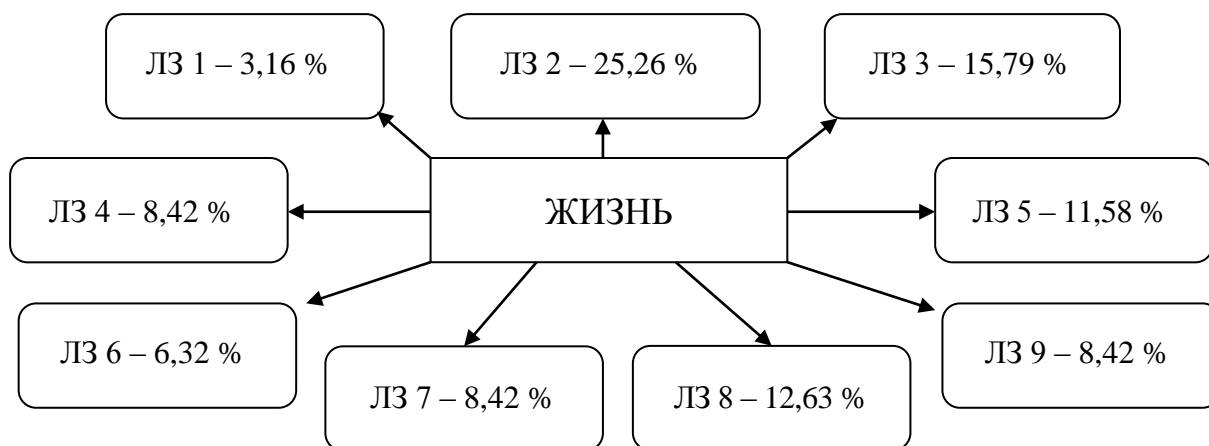 ЛЗ 1 – 3,16 %
ЛЗ 2 – 25,26 %
ЛЗ 3 – 15,79 %
ЛЗ 4 – 8,42 %
ЖИЗНЬ
ЛЗ 5 – 11,58 %
ЛЗ 6 – 6,32 %
ЛЗ 7 – 8,42 %
ЛЗ 8 – 12,63 %
ЛЗ 9 – 8,42 %